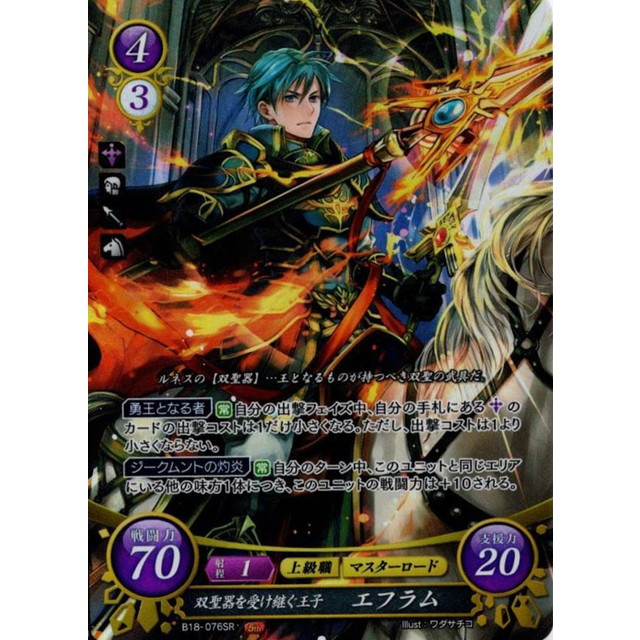 4
3
ルネスの【双聖器】…王となるものが持つべき双聖の武具だ。
勇王となる者 常 自分の出撃フェイズ中、自分の手札にある の
カードの出撃コストは1だけ小さくなる。ただし、出撃コストは1より
小さくならない。
ジークムントの灼炎 常 自分のターン中、このユニットと同じエリア
にいる他の味方1体につき、このユニットの戦闘力は+10される。
戦闘力
70
射程 1
上級職
マスターロード
支援力
20
双聖器を受け継ぐ王子 エフラム
B18-076SR
Illust:ワダサチコ